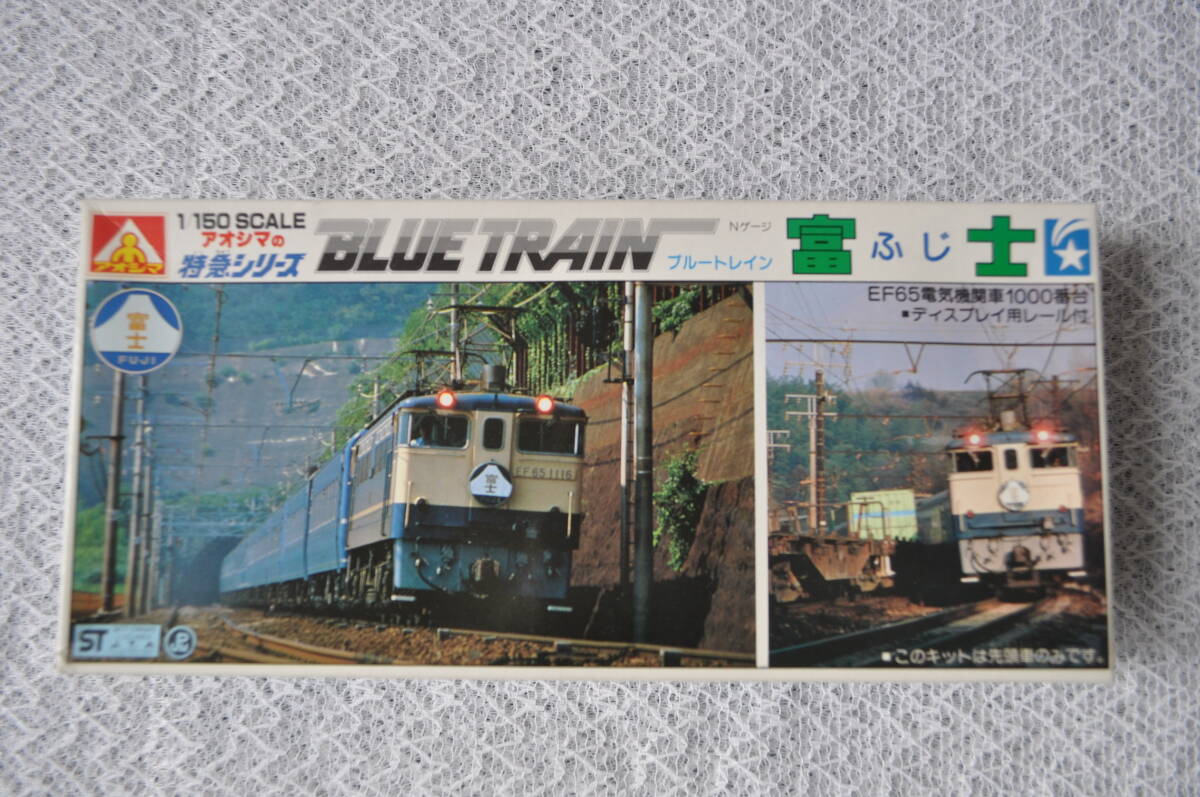 アオシマ
1/150 SCALE
アオシマの
特急シリーズ
BLUE TRAIN
Nゲージ
ブルートレイン
富 ふじ 士
富士
FUJI
富士
EF65 1116
EF65電気機関車1000番台
■ディスプレイ用レール付
■このキットは先頭車のみです。
ST